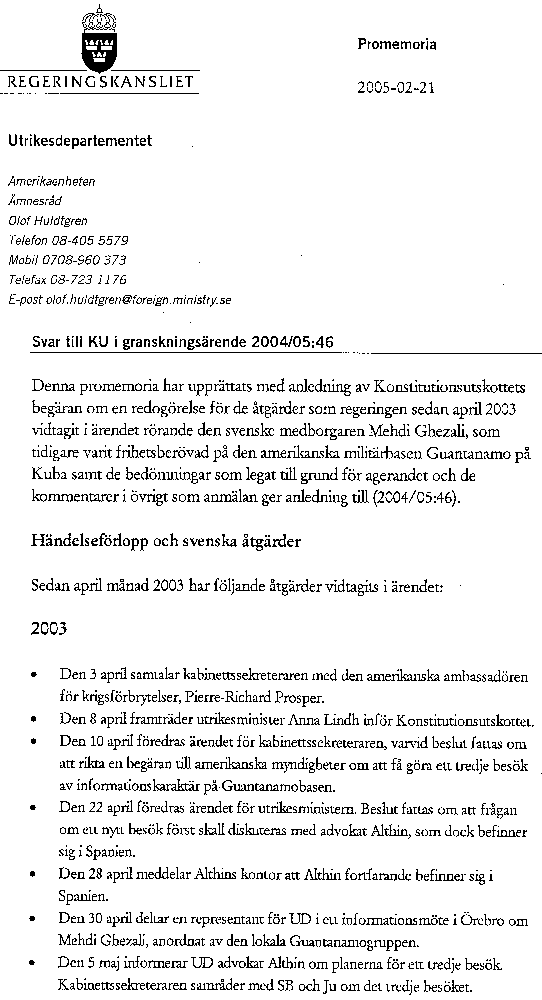 Promemoria
REGERINGSKANSLIET
2005-02-21
Utrikesdepartementet
Amerikaenheten
Ämnesråd
Olof Huldtgren
Telefon 08-405 5579
Mobil 0708-960 373
Telefax 08-723 1176
E-post olof.huldtgren@foreign.ministry.se
Svar till KU i granskningsärende 2004/05:46
Denna promemoria har upprättats med anledning av Konstitutionsutskottets
begäran om en redogörelse för de åtgärder som regeringen sedan april 2003
vidtagit i ärendet rörande den svenske medborgaren Mehdi Ghezali, som
tidigare varit frihetsberövad på den amerikanska militärbasen Guantanamo på
Kuba samt de bedömningar som legat till grund för agerandet och de
kommentarer i övrigt som anmälan ger anledning till (2004/05:46).
Händelseförlopp och svenska åtgärder
Sedan april månad 2003 har följande åtgärder vidtagits i ärendet:
2003
• Den 3 april samtalar kabinettssekreteraren med den amerikanska ambassadören
för krigsförbrytelser, Pierre-Richard Prosper.
• Den 8 april framträder utrikesminister Anna Lindh inför Konstitutionsutskottet.
• Den 10 april föredras ärendet för kabinettssekreteraren, varvid beslut fattas om
att rikta en begäran till amerikanska myndigheter om att få göra ett tredje besök
av informationskaraktär på Guantanamobasen.
• Den 22 april föredras ärendet för utrikesministern. Beslut fattas om att frågan
om ett nytt besök först skall diskuteras med advokat Althin, som dock befinner
sig i Spanien.
• Den 28 april meddelar Althins kontor att Althin fortfarande befinner sig i
Spanien.
• Den 30 april deltar en representant för UD i ett informationsmöte i Örebro om
Mehdi Ghezali, anordnat av den lokala Guantanamogruppen.
• Den 5 maj informerar UD advokat Althin om planerna för ett tredje besök.
Kabinettssekreteraren samråder med SB och Ju om det tredje besöket.